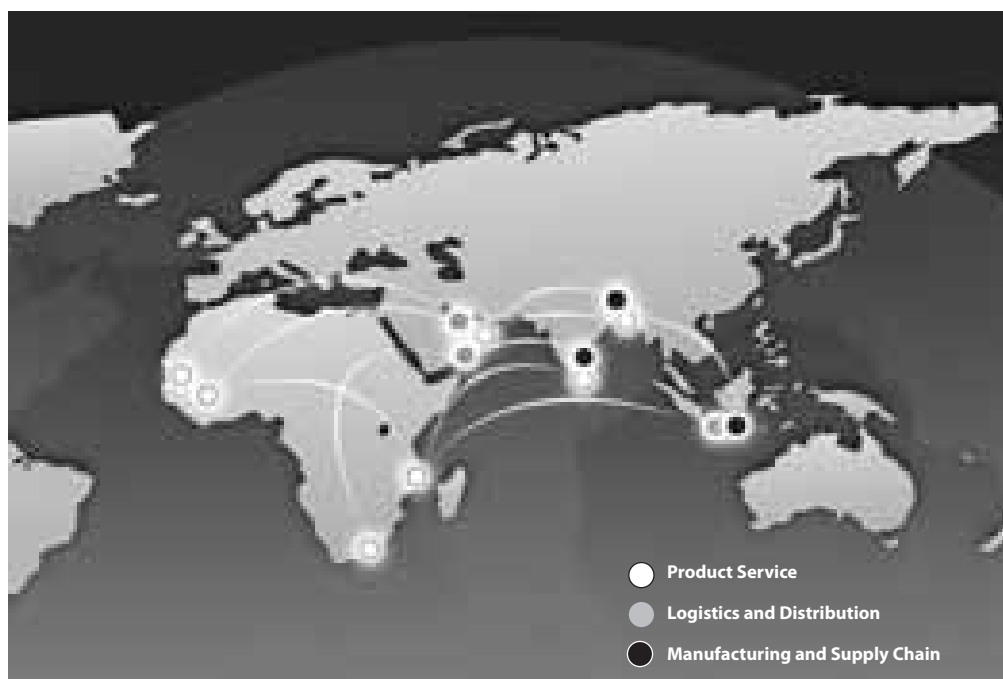 Product Service
Logistics and Distribution
Manufacturing and Supply Chain